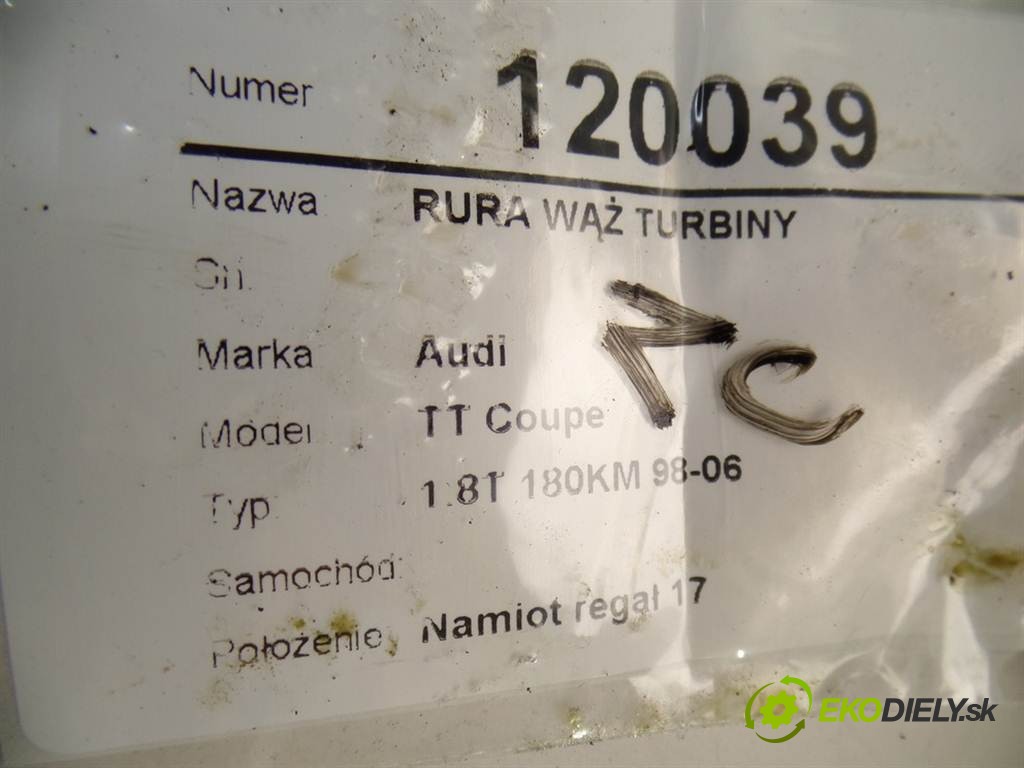 Numer 120039
Nazwa RURA WĄŻ TURBINY
Marka Audi
Model TT Coupe
Typ 1.8T 180KM 98-06
Samochód:
Położenie: Namiot regał 17
EKODIELY.sk